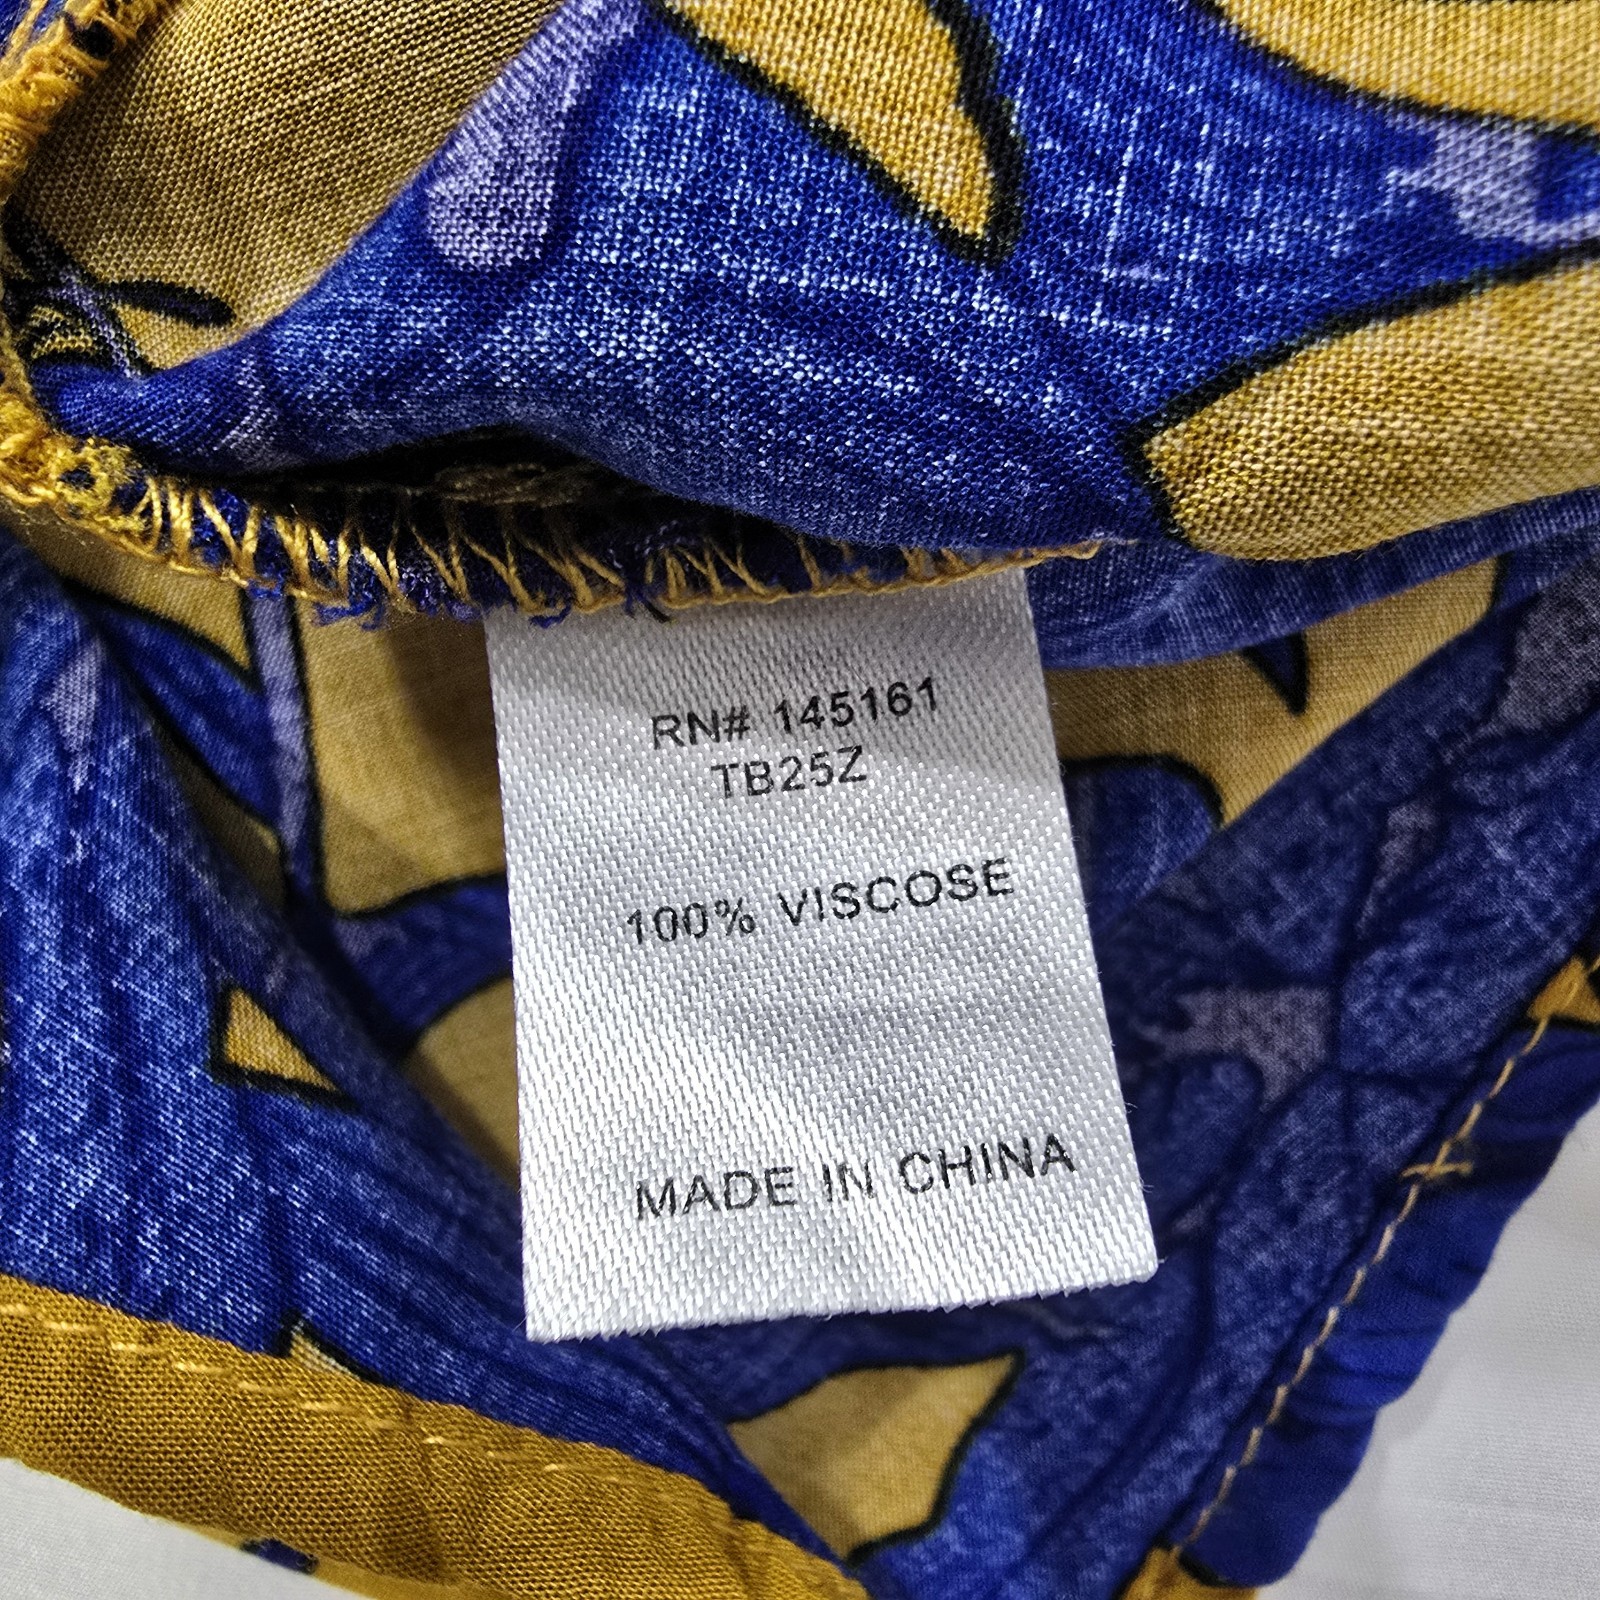 RN# 145161
TB25Z
100% VISCOSE
MADE IN CHINA